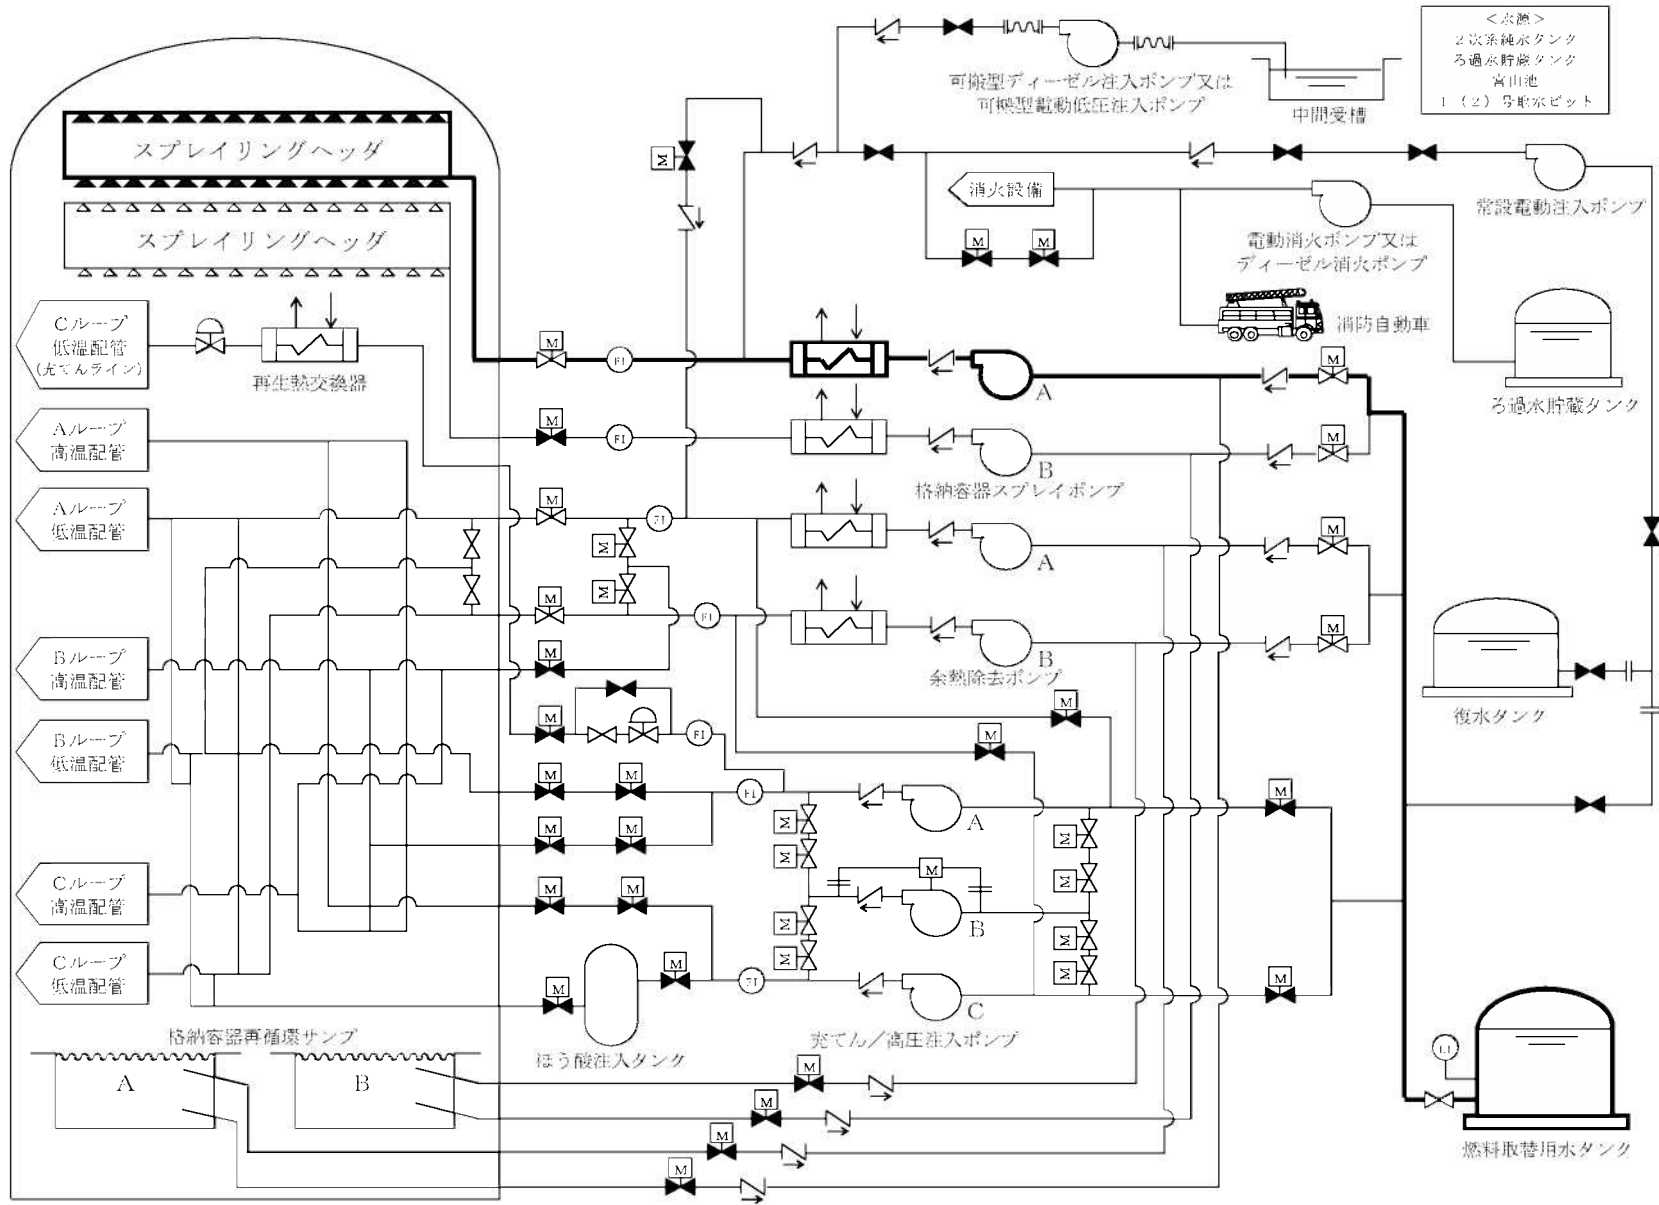 <水源>
2次系純水タンク
ろ過水貯蔵タンク
宮山池
1(2)号取水ピット
可搬型ディーゼル注入ポンプ又は
可搬型電動低圧注入ポンプ
中間受槽
スプレイリングヘッダ
M
消火設備
常設電動注入ポンプ
スプレイリングヘッダ
M
M
電動消火ポンプ又は
ディーゼル消火ポンプ
Cループ
低温配管
(充てんライン)
再生熱交換器
消防自動車
M
FI
A
M
ろ過水貯蔵タンク
Aループ
高温配管
M
FI
B
M
格納容器スプレイポンプ
Aループ
低温配管
M
FI
M
M
A
M
M
FI
B
M
余熱除去ポンプ
Bループ
高温配管
M
M
M
FI
M
復水タンク
Bループ
低温配管
M
M
FI
A
M
M
M
M
M
M
M
M
B
M
M
M
M
M
M
Cループ
高温配管
Cループ
低温配管
M
M
FI
C
M
ほう酸注入タンク
充てん/高圧注入ポンプ
格納容器再循環サンプ
A
B
M
M
M
M
LI
燃料取替用水タンク